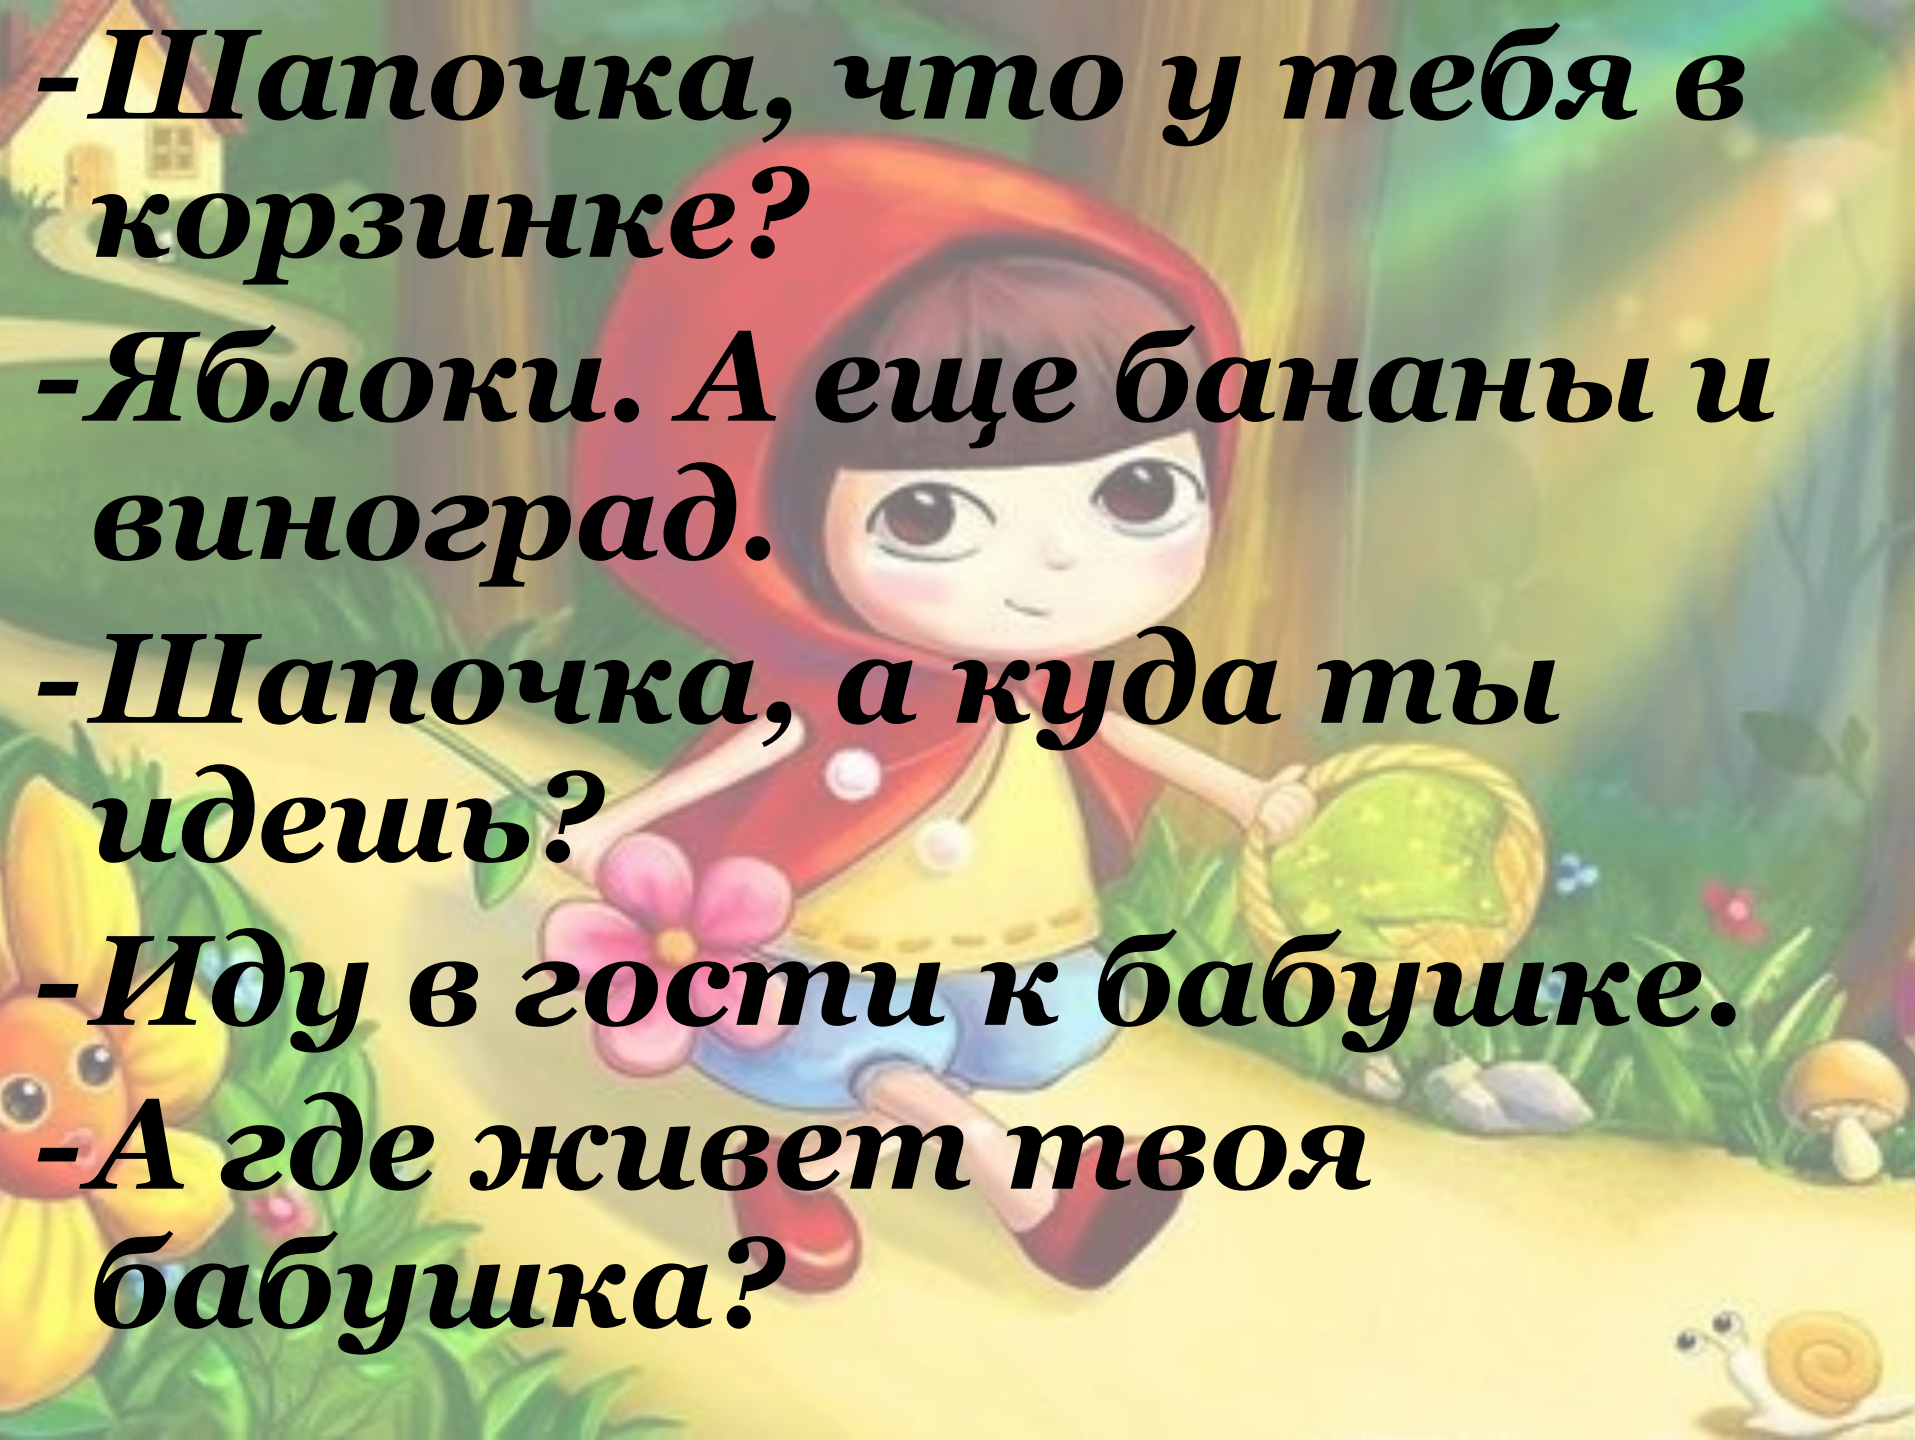 -Шапочка, что у тебя в
корзинке?
-Яблоки. А еще бананы и
виноград.
-Шапочка, а куда ты
идешь?
-Иду в гости к бабушке.
-А где живет твоя
бабушка?